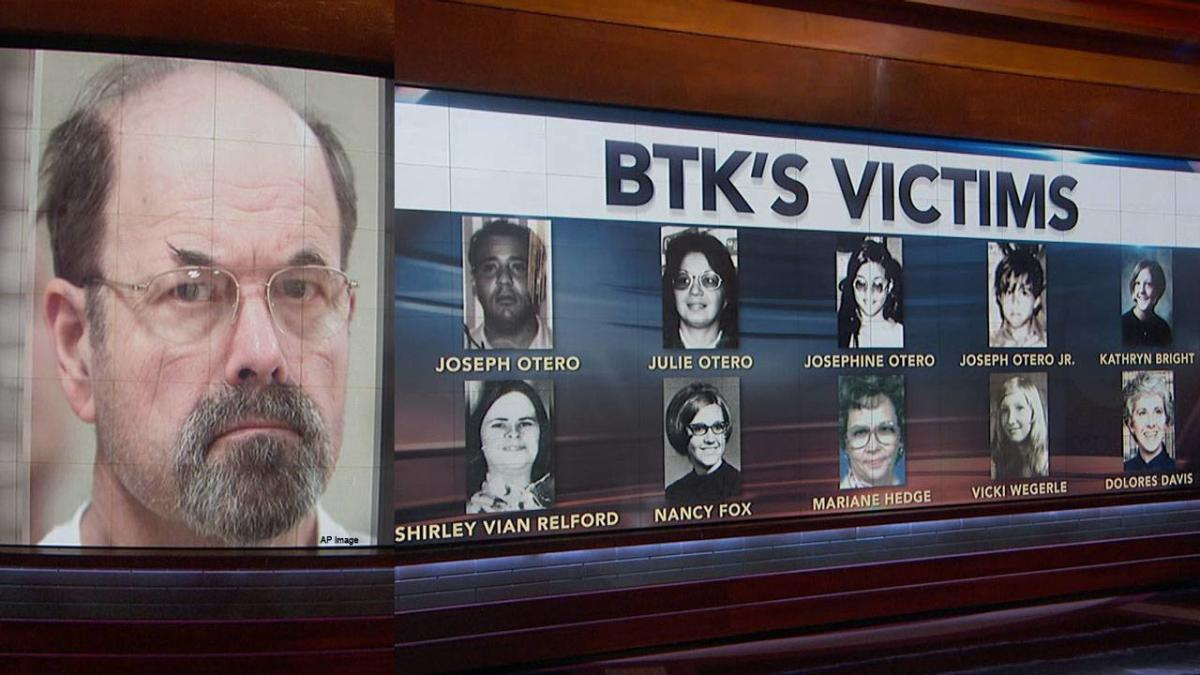 BTK'S VICTIMS
JOSEPH OTERO
JULIE OTERO
JOSEPHINE OTERO
JOSEPH OTERO JR.
KATHRYN BRIGHT
SHIRLEY VIAN RELFORD
NANCY FOX
MARIANE HEDGE
VICKI WEGERLE
DOLORES DAVIS
AP Image